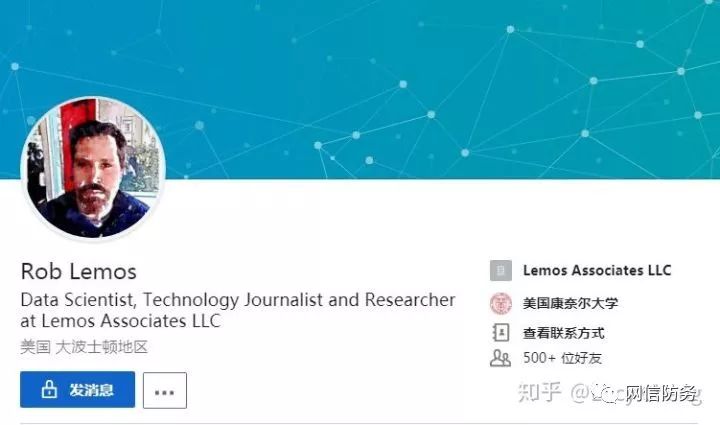 Rob Lemos
Data Scientist, Technology Journalist and Researcher
at Lemos Associates LLC
美国 大波士顿地区
发消息
...
Lemos Associates LLC
美国康奈尔大学
查看联系方式
500+ 位好友
知乎
网信防务